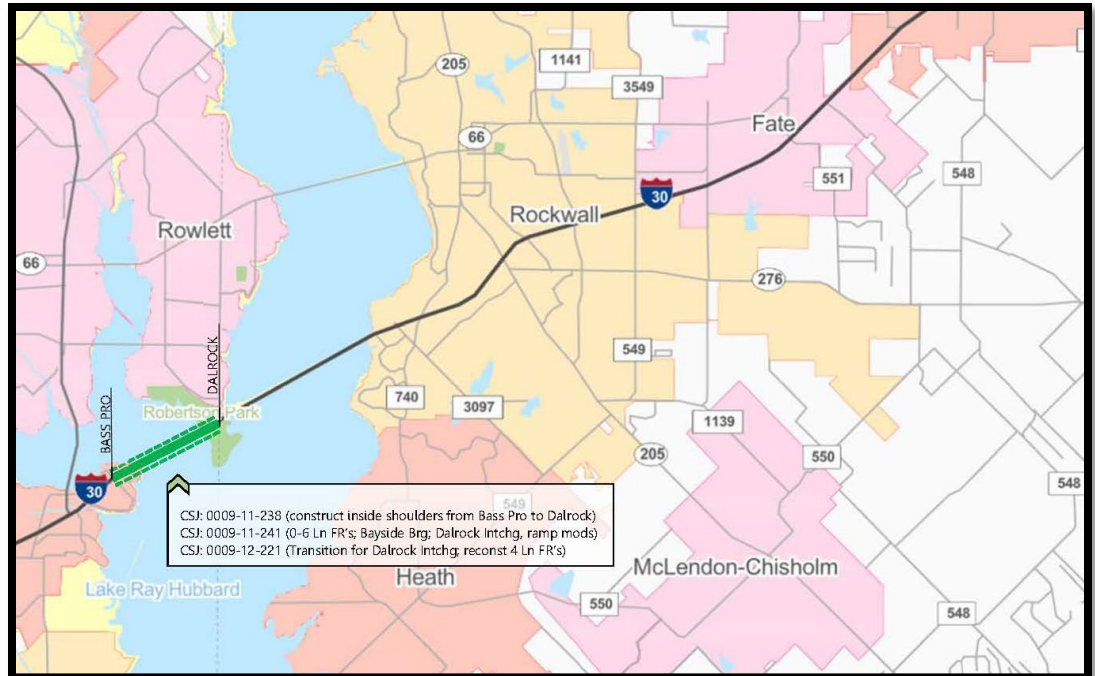 205
1141
3549
Fate
66
551
548
30
Rockwall
Rowlett
66
276
DALROCK
549
740
3097
Robertson Park
BASS PRO
1139
205
550
548
30
549
CSJ: 0009-11-238 (construct inside shoulders from Bass Pro to Dalrock)
CSJ: 0009-11-241 (0-6 Ln FR's; Bayside Brg; Dalrock Intchg, ramp mods)
CSJ: 0009-12-221 (Transition for Dalrock Intchg; reconst 4 Ln FR's)
Heath
McLendon-Chisholm
Lake Ray Hubbard
550
548